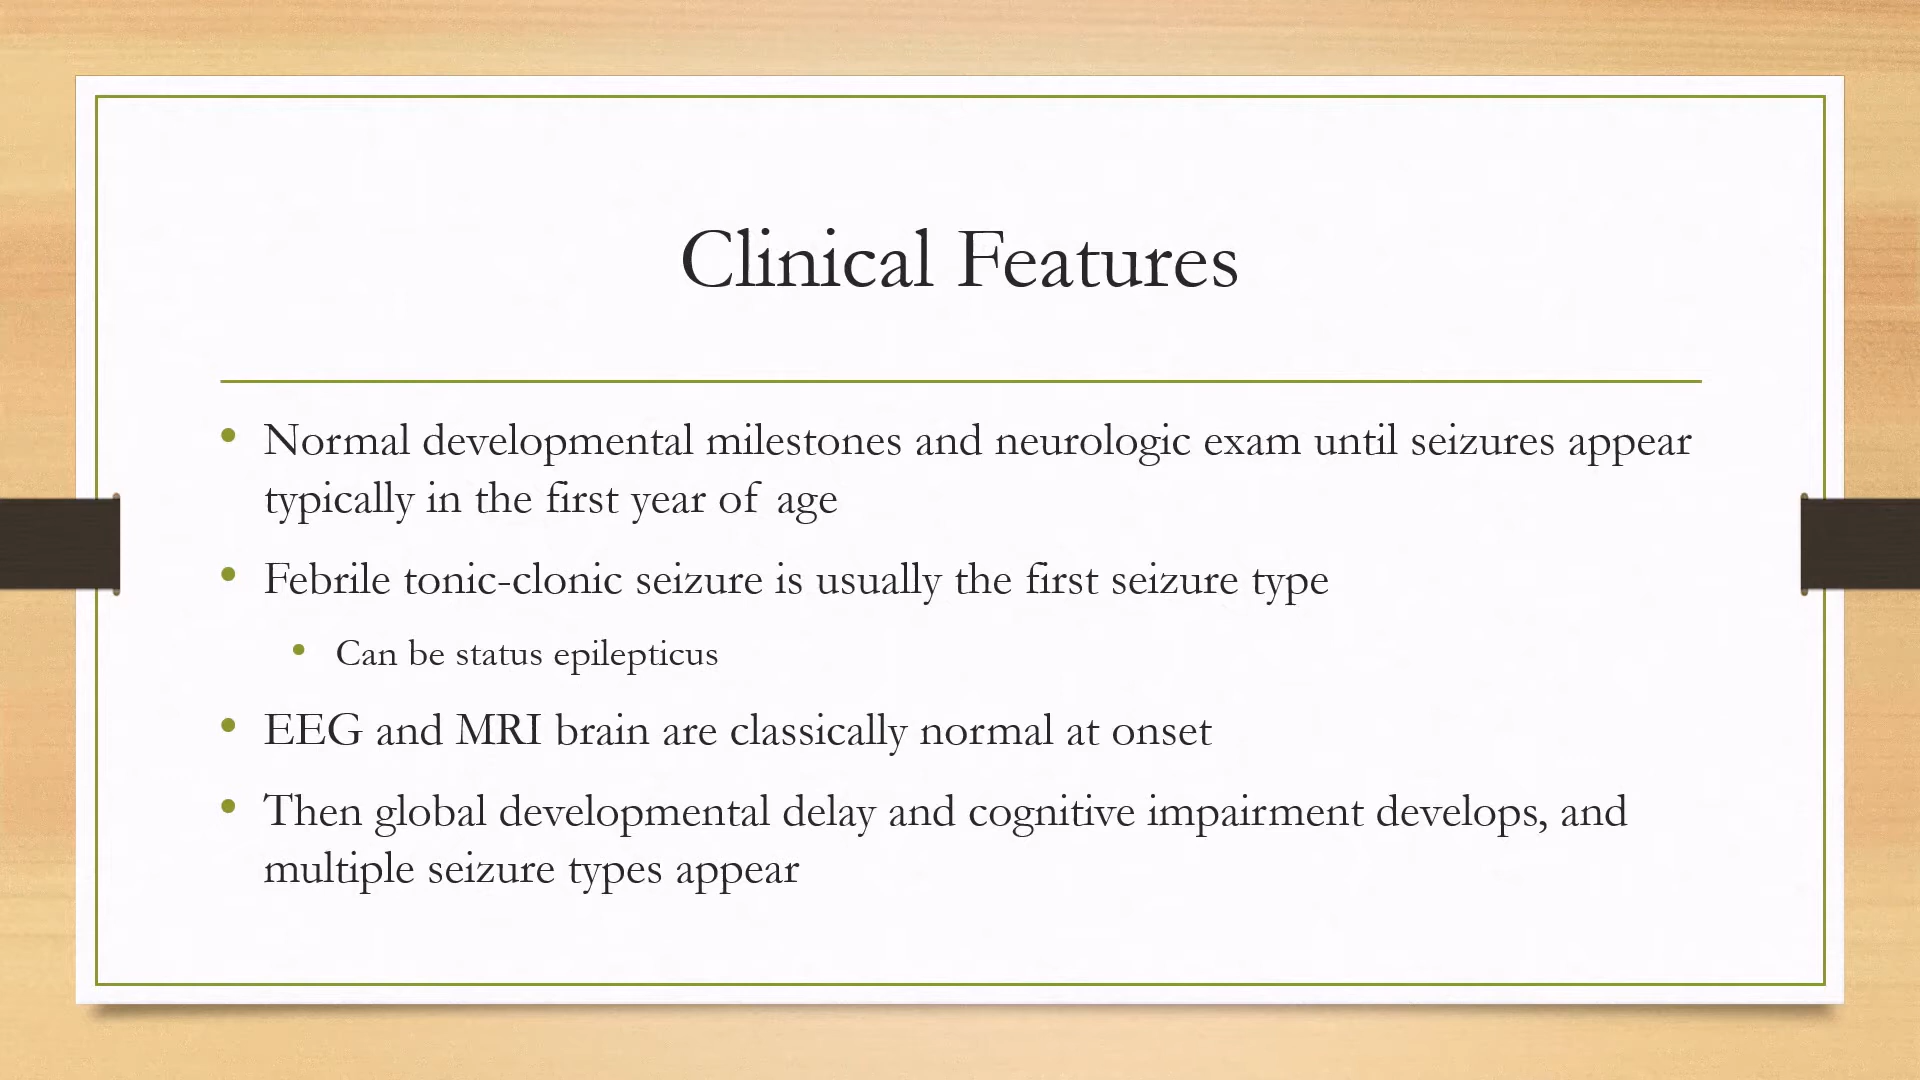 Clinical Features
• Normal developmental milestones and neurologic exam until seizures appear
typically in the first year of age
• Febrile tonic-clonic seizure is usually the first seizure type
• Can be status epilepticus
• EEG and MRI brain are classically normal at onset
• Then global developmental delay and cognitive impairment develops, and
multiple seizure types appear